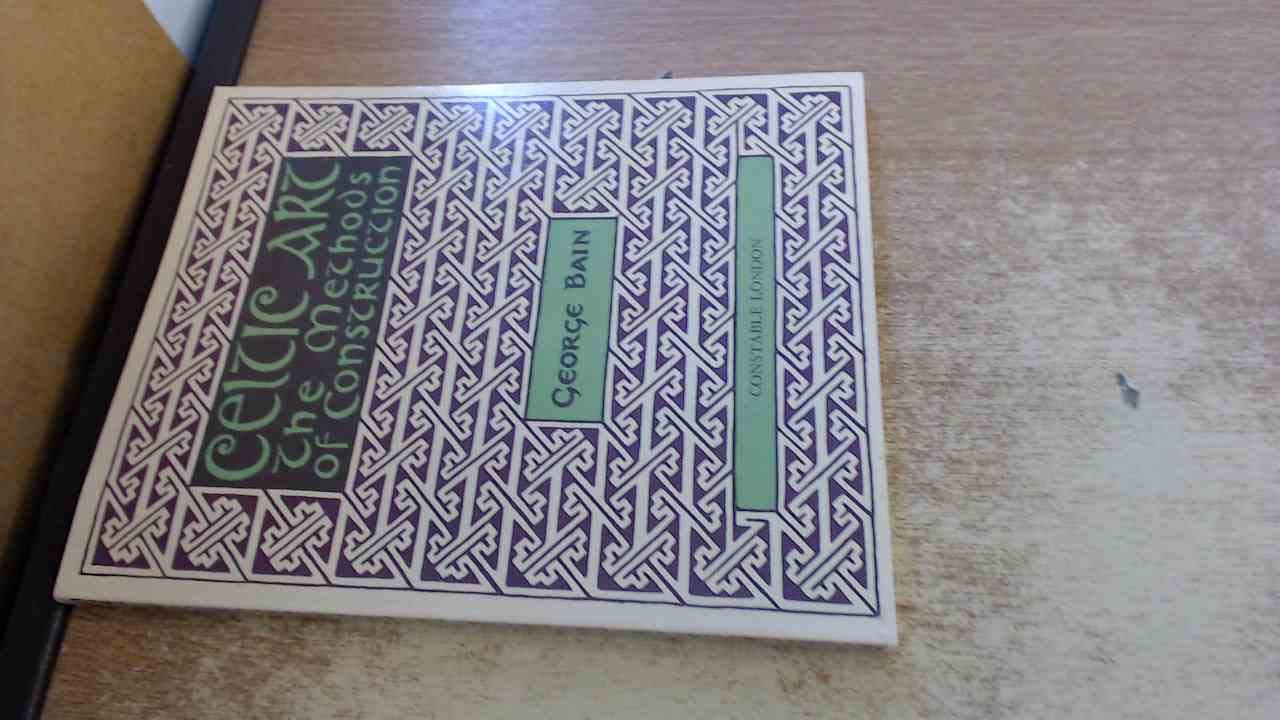 CELTIC ART
The Methods
of Construction
GEORGE BAIN
CONSTABLE LONDON